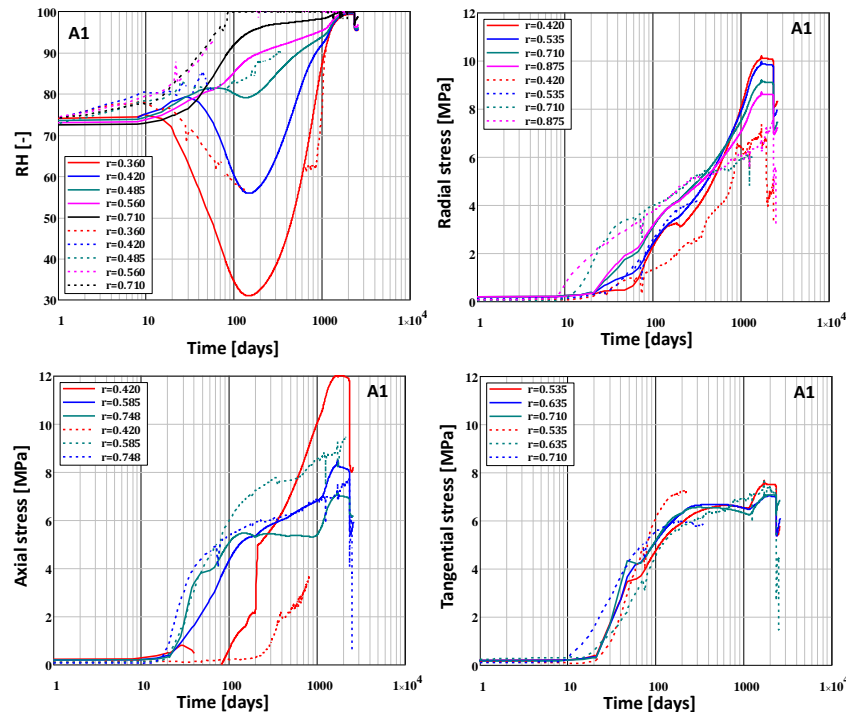 A1
RH [-]
100
90
80
70
60
50
40
30
r=0.360
r=0.420
r=0.485
r=0.560
r=0.710
r=0.360
r=0.420
r=0.485
r=0.560
r=0.710
1
10
100
1000
1×10⁴
Time [days]
A1
Radial stress [MPa]
12
10
8
6
4
2
0
r=0.420
r=0.535
r=0.710
r=0.875
r=0.420
r=0.535
r=0.710
r=0.875
1
10
100
1000
1×10⁴
Time [days]
A1
Axial stress [MPa]
12
10
8
6
4
2
0
r=0.420
r=0.585
r=0.748
r=0.420
r=0.585
r=0.748
1
10
100
1000
1×10⁴
Time [days]
A1
Tangential stress [MPa]
12
10
8
6
4
2
0
r=0.535
r=0.635
r=0.710
r=0.535
r=0.635
r=0.710
1
10
100
1000
1×10⁴
Time [days]